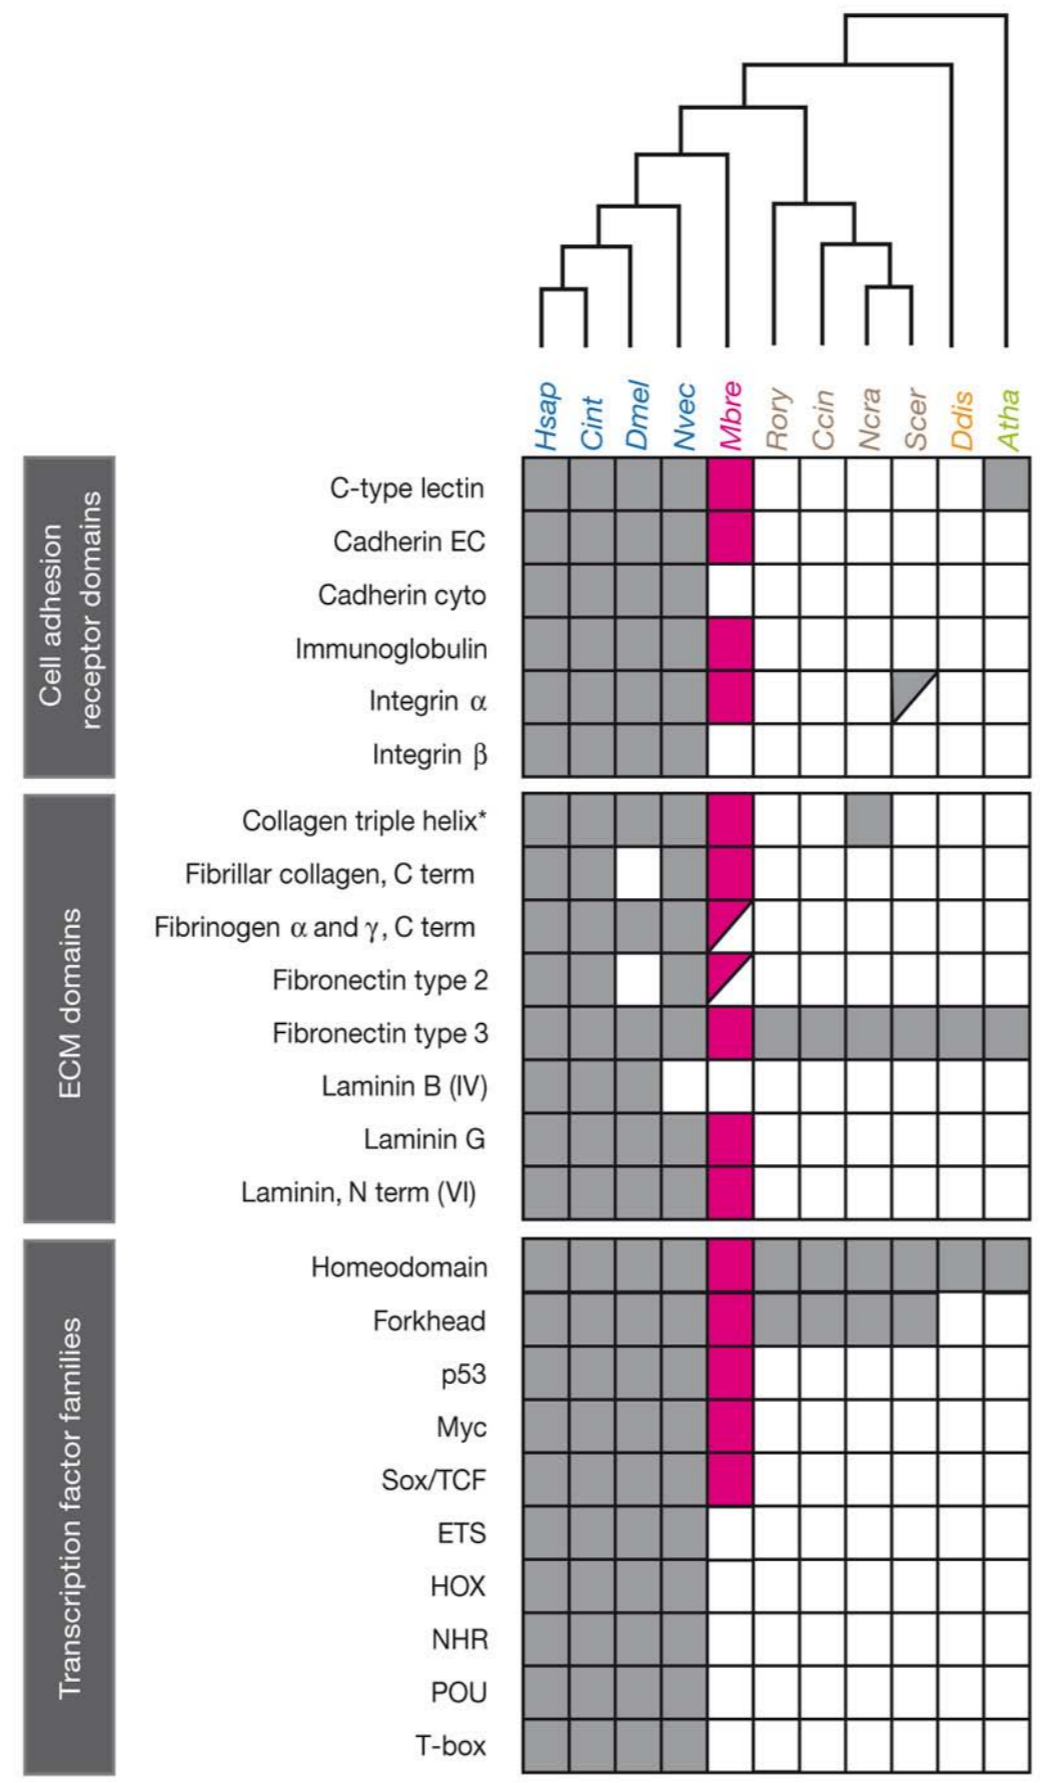 Hsap Cint Dmel Nvec Mbre Rory Ccin Ncra Scer Ddis Atha
Cell adhesion
receptor domains
C-type lectin
Cadherin EC
Cadherin cyto
Immunoglobulin
Integrin α
Integrin β
ECM domains
Collagen triple helix*
Fibrillar collagen, C term
Fibrinogen α and γ, C term
Fibronectin type 2
Fibronectin type 3
Laminin B (IV)
Laminin G
Laminin, N term (VI)
Transcription factor families
Homeodomain
Forkhead
p53
Myc
Sox/TCF
ETS
HOX
NHR
POU
T-box